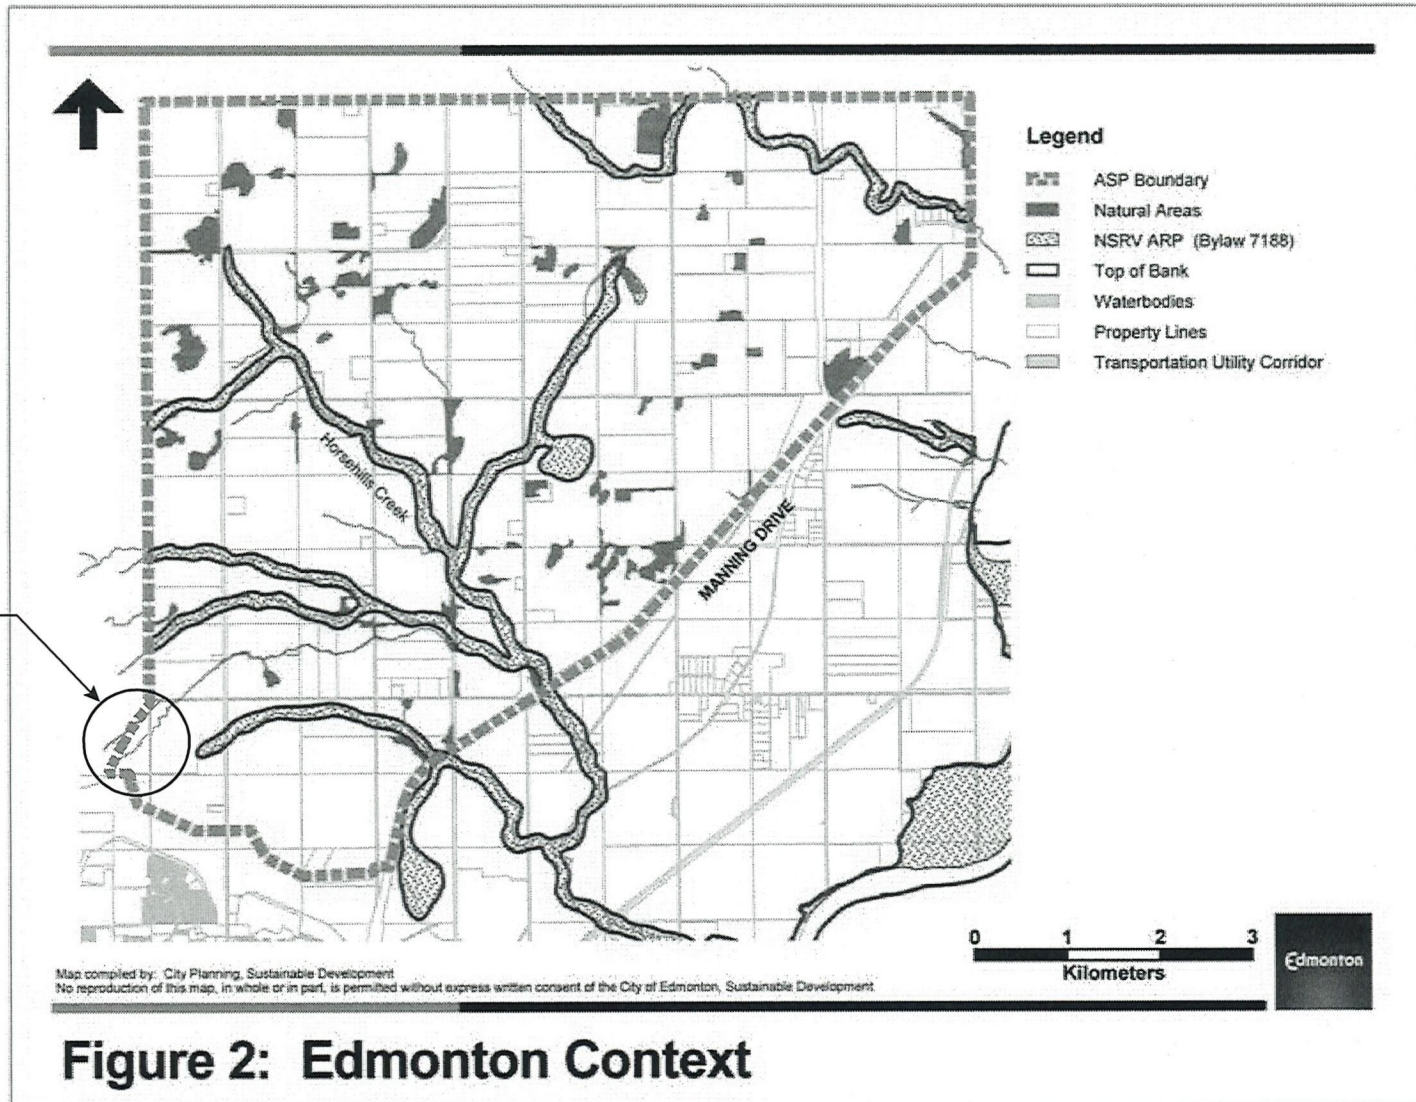 Legend
ASP Boundary
Natural Areas
NSRV ARP (Bylaw 7188)
Top of Bank
Waterbodies
Property Lines
Transportation Utility Corridor
Horsehills Creek
MANNING DRIVE
0 1 2 3
Kilometers
Edmonton
Map compiled by: City Planning, Sustainable Development
No reproduction of this map, in whole or in part, is permitted without express written consent of the City of Edmonton, Sustainable Development
Figure 2: Edmonton Context